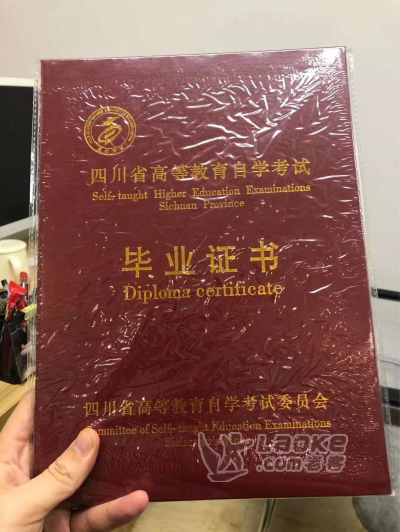 四川省高等教育自学考试
Self-taught Higher Education Examinations
Sichuan Province
毕业证书
Diploma certificate
四川省高等教育自学考试委员会
Committee of Self-taught Education Examinations
LAOKE
.com老客